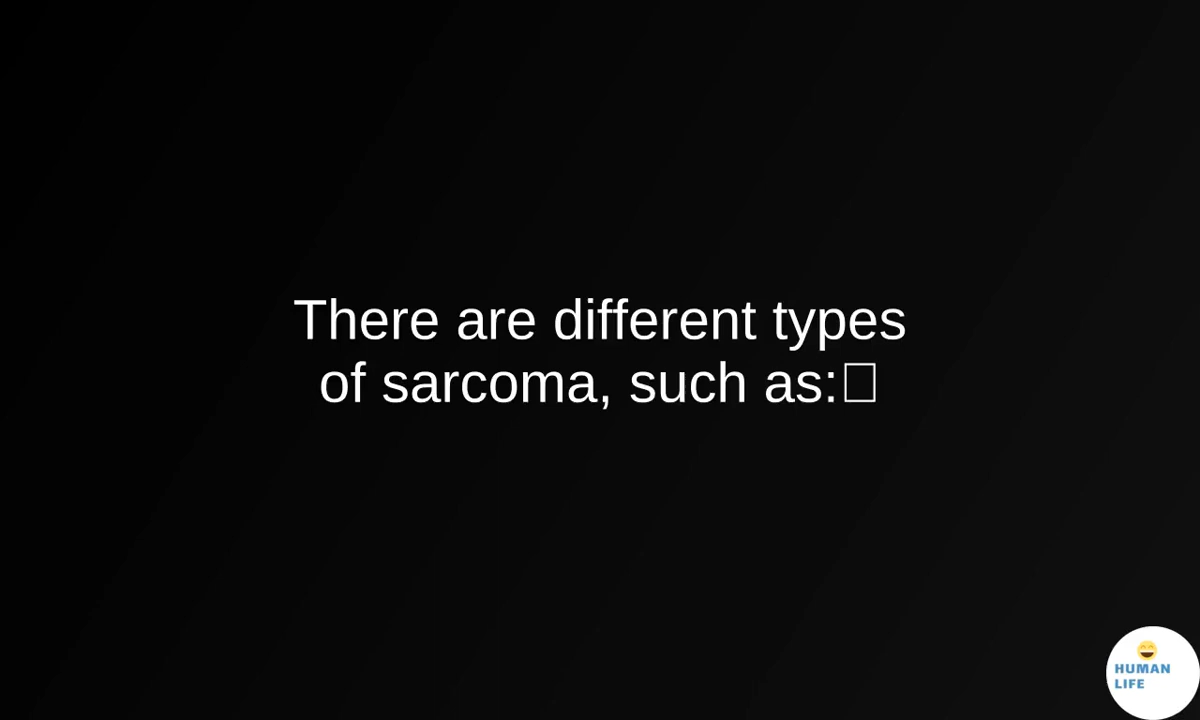 There are different types
of sarcoma, such as:
HUMAN
LIFE